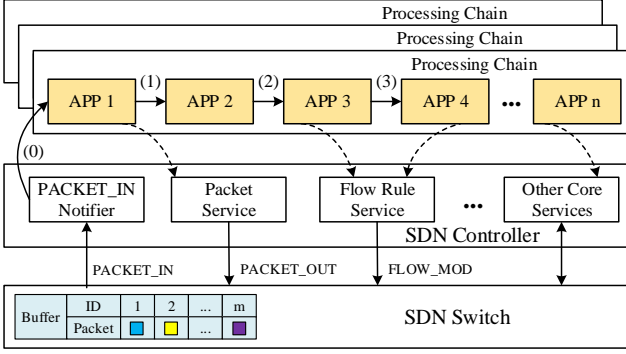 Processing Chain
Processing Chain
Processing Chain
APP 1 (1) APP 2 (2) APP 3 (3) APP 4 ... APP n
(0)
PACKET_IN Notifier
Packet Service
Flow Rule Service
...
Other Core Services
SDN Controller
PACKET_IN
PACKET_OUT
FLOW_MOD
Buffer
ID 1 2 ... m
Packet ...
SDN Switch